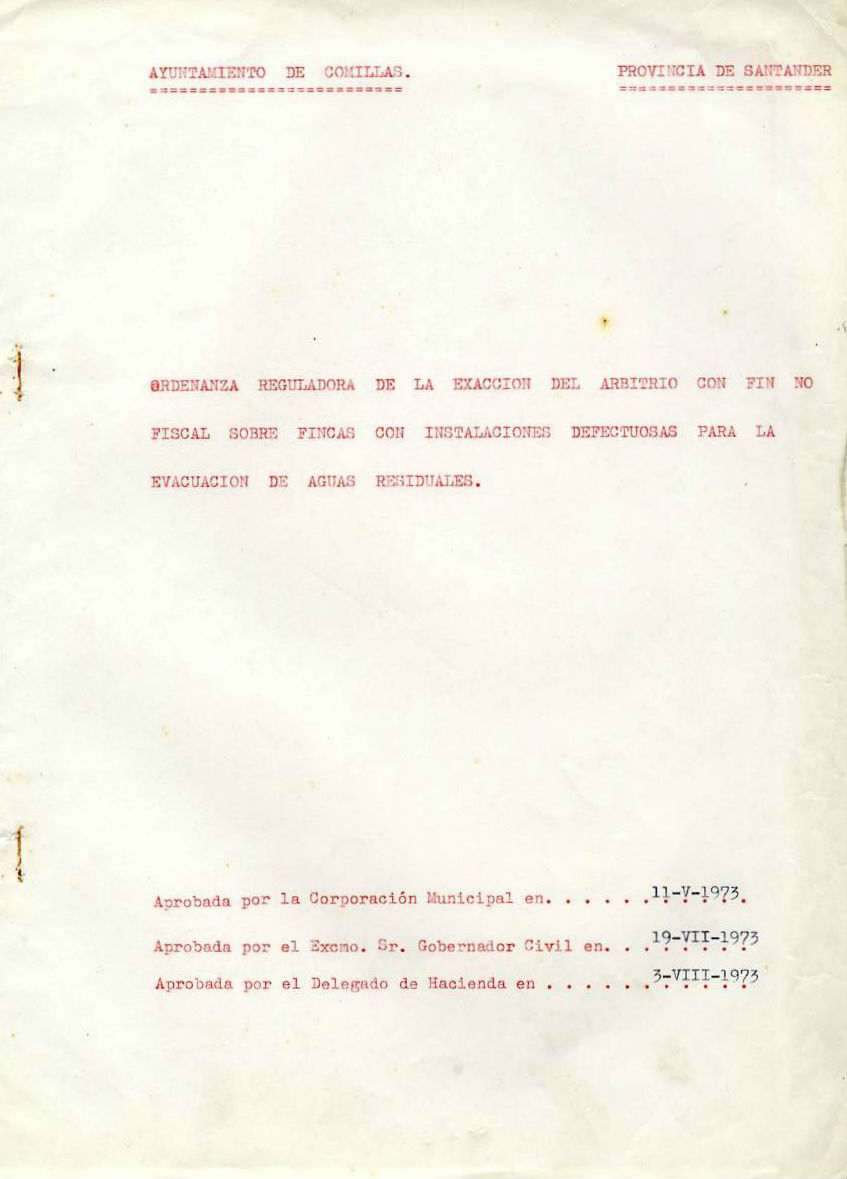 AYUNTAMIENTO DE COMILLAS. PROVINCIA DE SANTANDER
========================== ======================
ORDENANZA REGULADORA DE LA EXACCION DEL ARBITRIO CON FIN NO
FISCAL SOBRE FINCAS CON INSTALACIONES DEFECTUOSAS PARA LA
EVACUACION DE AGUAS RESIDUALES.
Aprobada por la Corporación Municipal en. . . . . . 11-V-1973.
Aprobada por el Excmo. Sr. Gobernador Civil en. . . 19-VII-1973
Aprobada por el Delegado de Hacienda en . . . . . . 3-VIII-1973